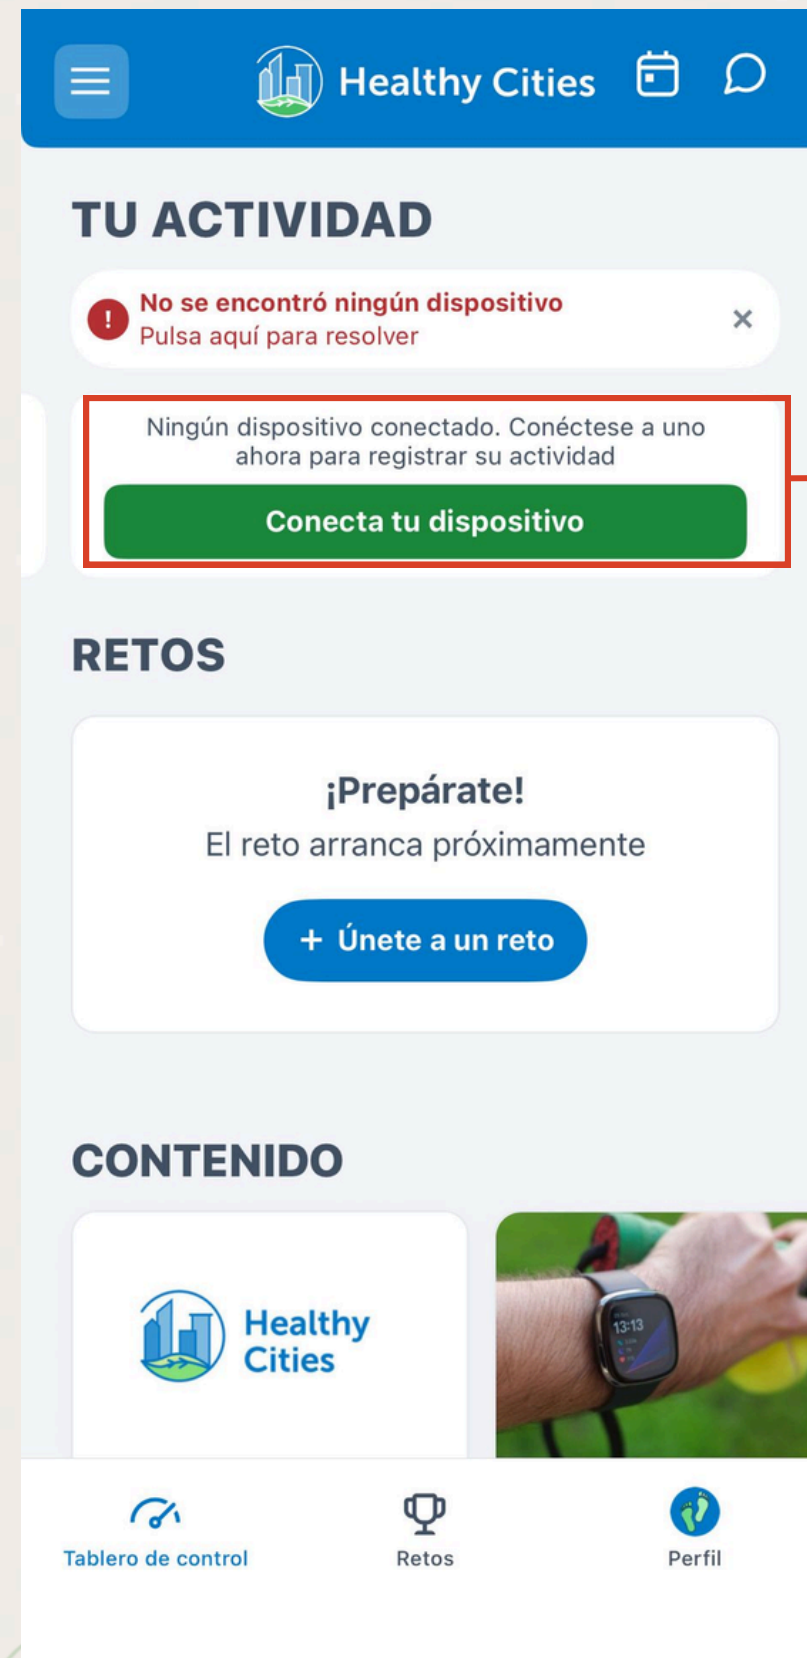 Healthy Cities
TU ACTIVIDAD
No se encontró ningún dispositivo
Pulsa aquí para resolver
Ningún dispositivo conectado. Conéctese a uno
ahora para registrar su actividad
Conecta tu dispositivo
RETOS
¡Prepárate!
El reto arranca próximamente
+ Únete a un reto
CONTENIDO
Healthy
Cities
13:13
Tablero de control
Retos
Perfil